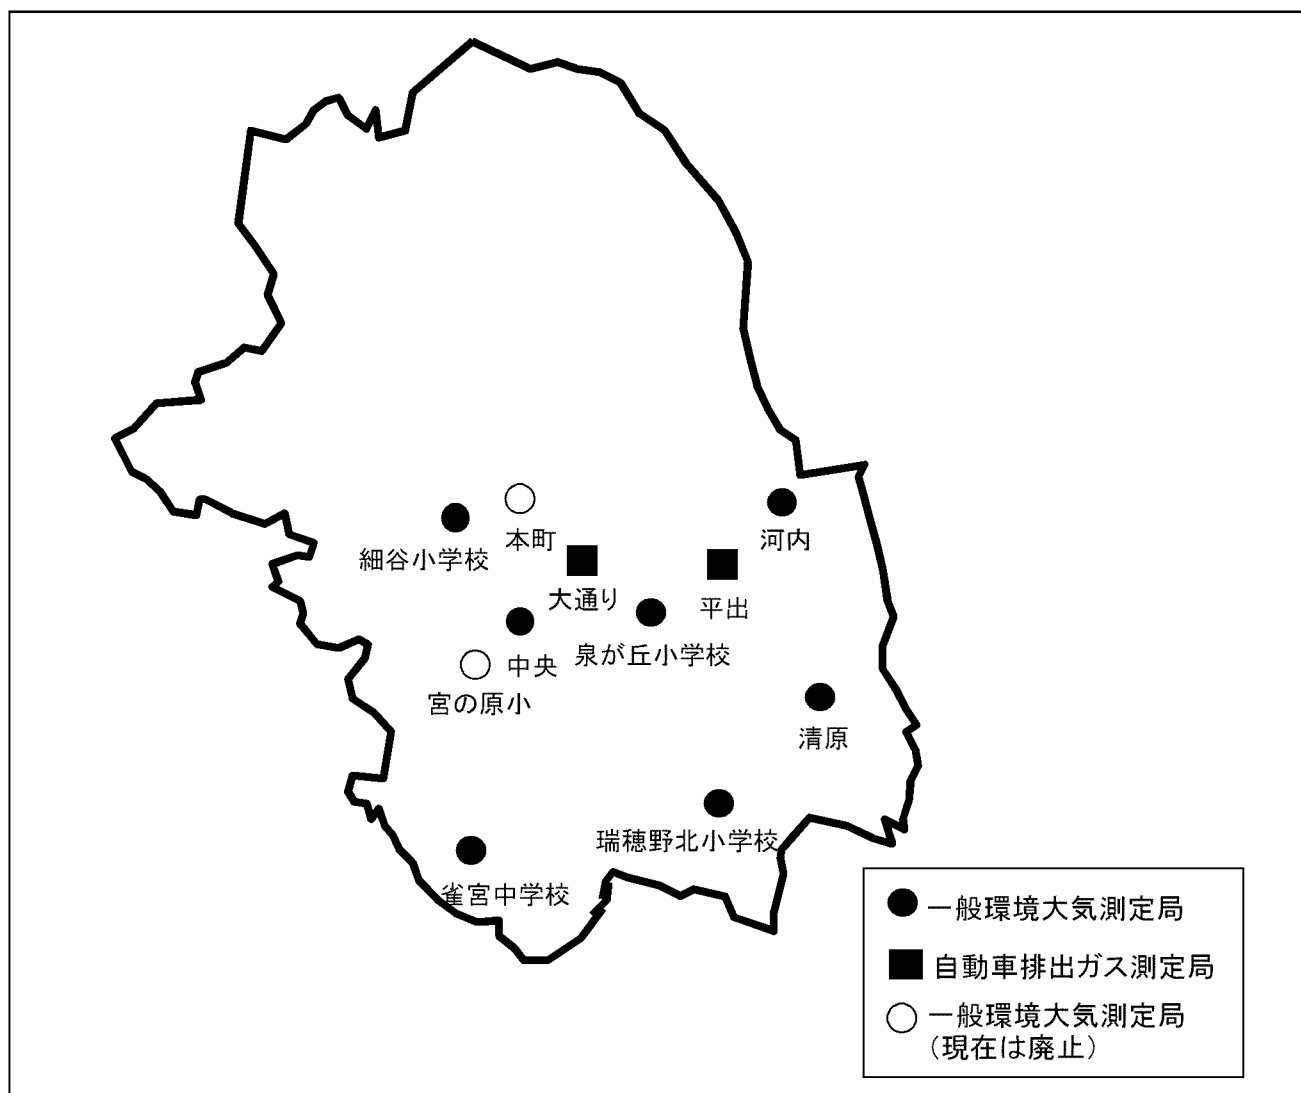 本町
河内
細谷小学校
大通り
平出
泉が丘小学校
中央
宮の原小
清原
瑞穂野北小学校
雀宮中学校
一般環境大気測定局
自動車排出ガス測定局
一般環境大気測定局
(現在は廃止)